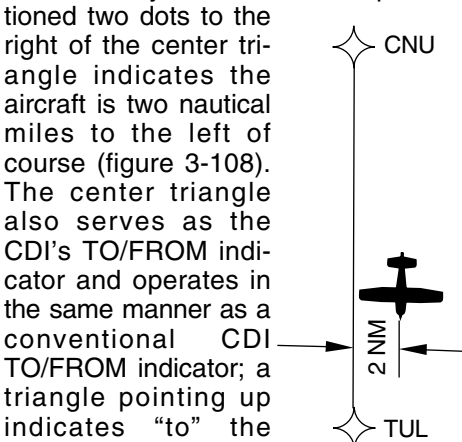 tioned two dots to the
right of the center tri-
angle indicates the
aircraft is two nautical
miles to the left of
course (figure 3-108).
The center triangle
also serves as the
CDI's TO/FROM indi-
cator and operates in
the same manner as a
conventional CDI
TO/FROM indicator; a
triangle pointing up
indicates "to" the
CNU
2 NM
TUL